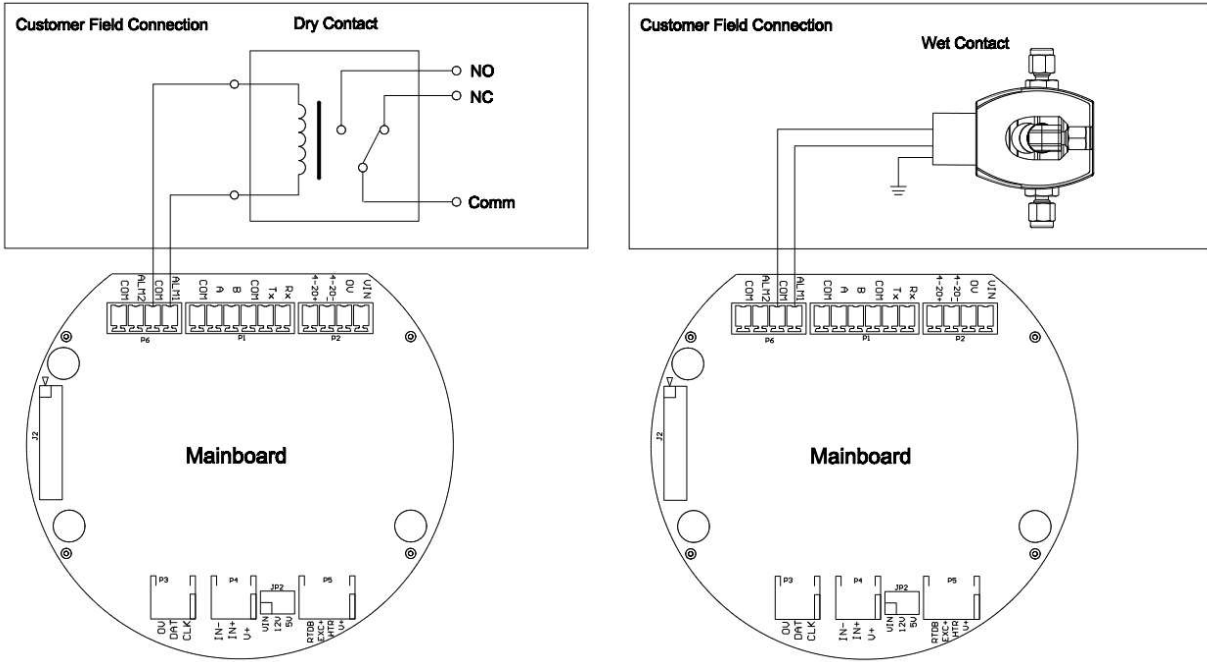 Customer Field Connection
Dry Contact
NO
NC
Comm
COM
ALM2
COM
ALM1
COM
A
B
COM
Tx
Rx
4-20+
4-20-
0V
VIN
P6
P1
P2
J2
Mainboard
P3
P4
JP2
P5
0V
DAT
CLK
IN-
IN+
V+
VIN
12V
5V
RTDB
EXC+
HTR
V+
Customer Field Connection
Wet Contact
COM
ALM2
COM
ALM1
COM
A
B
COM
Tx
Rx
4-20+
4-20-
0V
VIN
P6
P1
P2
J2
Mainboard
P3
P4
JP2
P5
0V
DAT
CLK
IN-
IN+
V+
VIN
12V
5V
RTDB
EXC+
HTR
V+